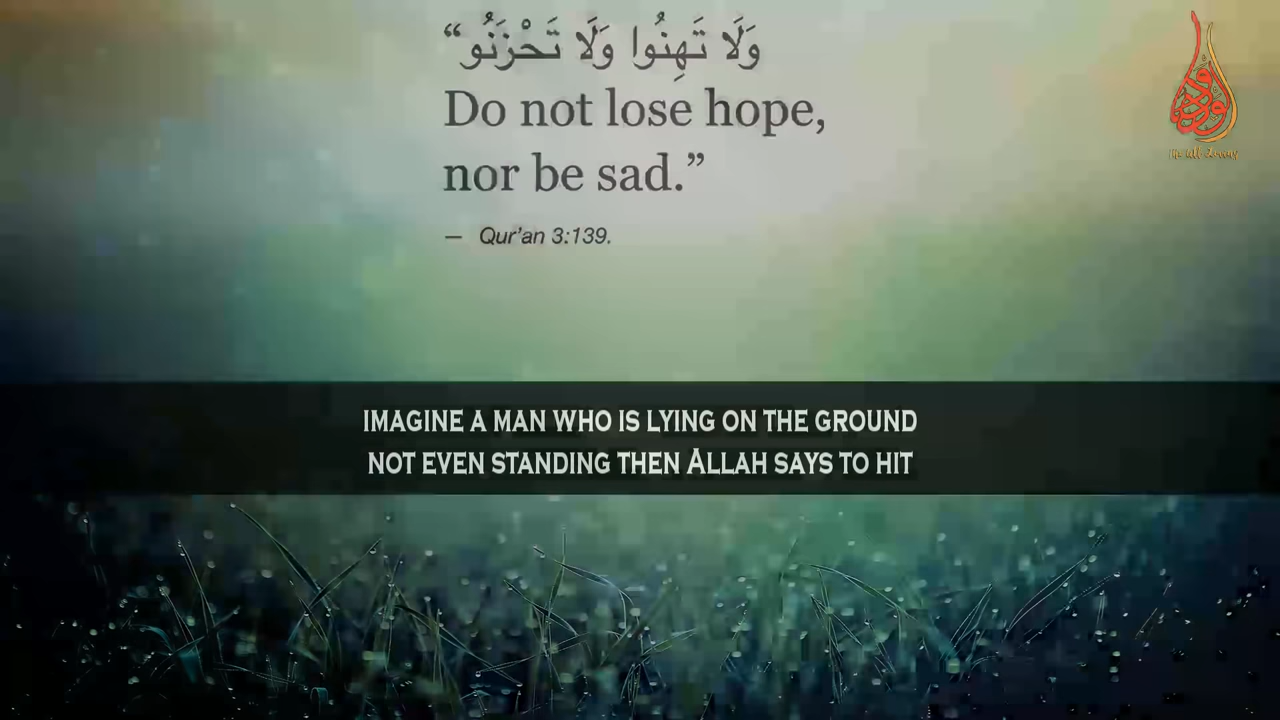 “وَلَا تَهِنُوا وَلَا تَحْزَنُو
Do not lose hope,
nor be sad.”
— Qur’an 3:139.
IMAGINE A MAN WHO IS LYING ON THE GROUND
NOT EVEN STANDING THEN ALLAH SAYS TO HIT